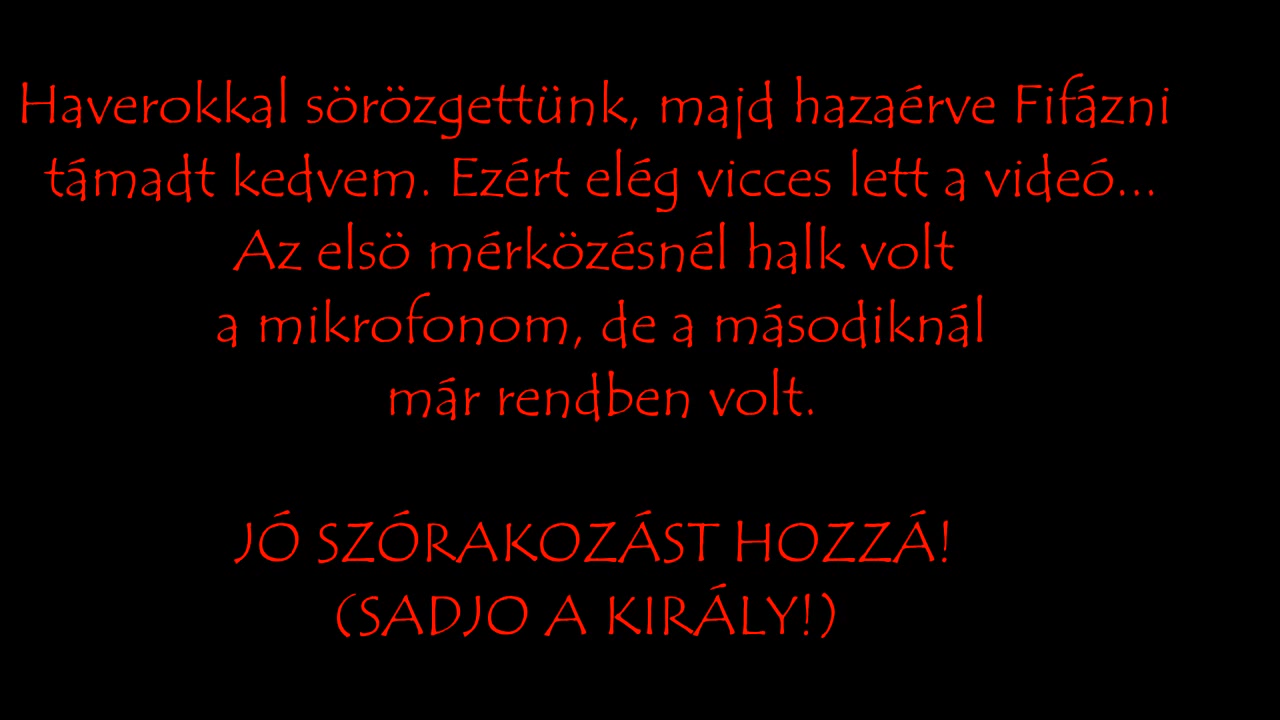 Haverokkal sörözgettünk, majd hazaérve Fifázni
támadt kedvem. Ezért elég vicces lett a videó...
Az elsö mérközésnél halk volt
a mikrofonom, de a másodiknál
már rendben volt.
JÓ SZÓRAKOZÁST HOZZÁ!
(SADJO A KIRÁLY!)